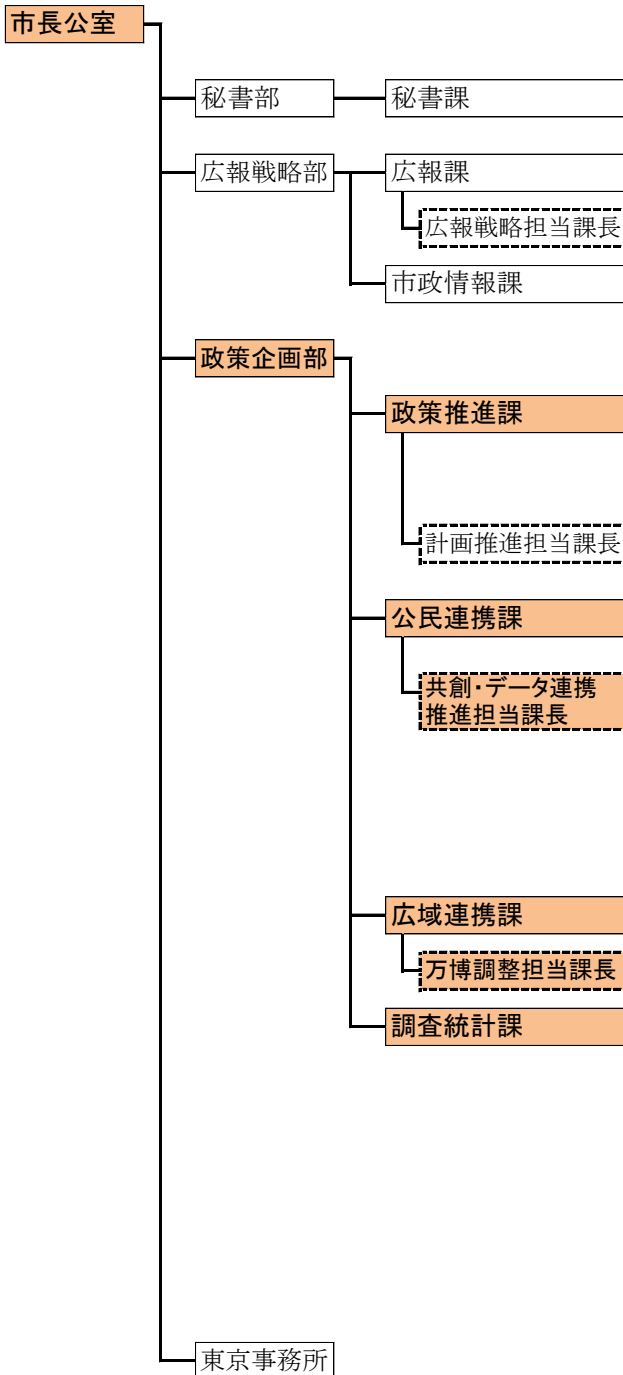 市長公室
秘書部
秘書課
広報戦略部
広報課
広報戦略担当課長
市政情報課
政策企画部
政策推進課
計画推進担当課長
公民連携課
共創・データ連携
推進担当課長
広域連携課
万博調整担当課長
調査統計課
東京事務所